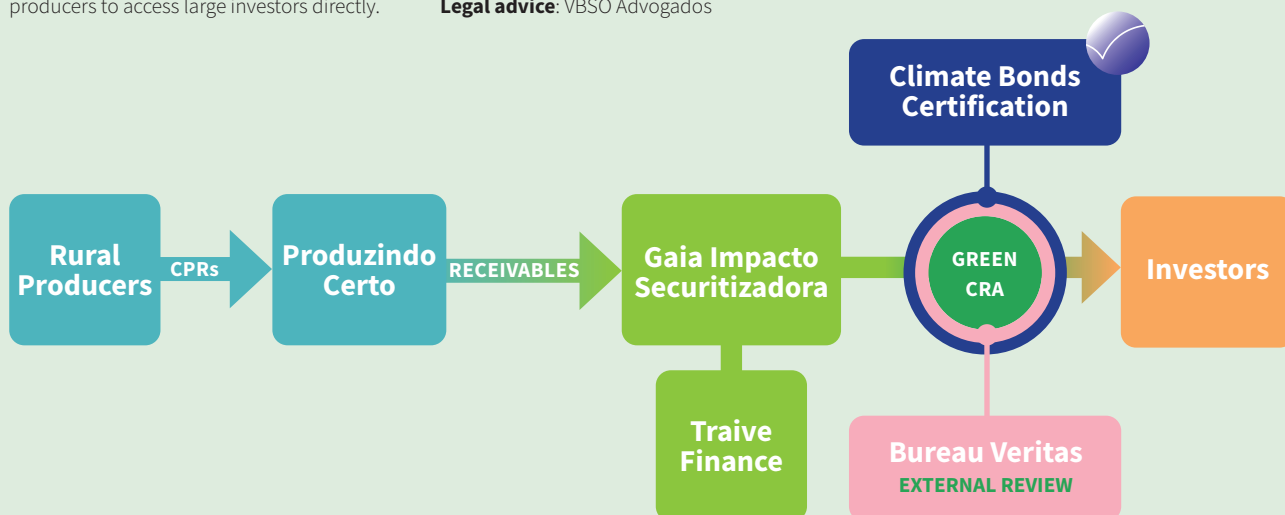 producers to access large investors directly.
Legal advice: VBSO Advogados
Climate Bonds
Certification
Rural
Producers
CPRs
Produzindo
Certo
RECEIVABLES
Gaia Impacto
Securitizadora
GREEN
CRA
Investors
Traive
Finance
Bureau Veritas
EXTERNAL REVIEW